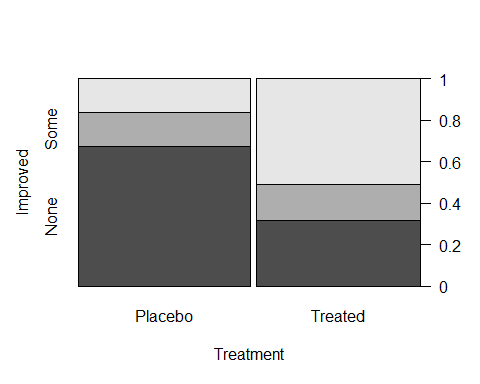 Improved
Some
None
1
0.8
0.6
0.4
0.2
0
Placebo
Treated
Treatment